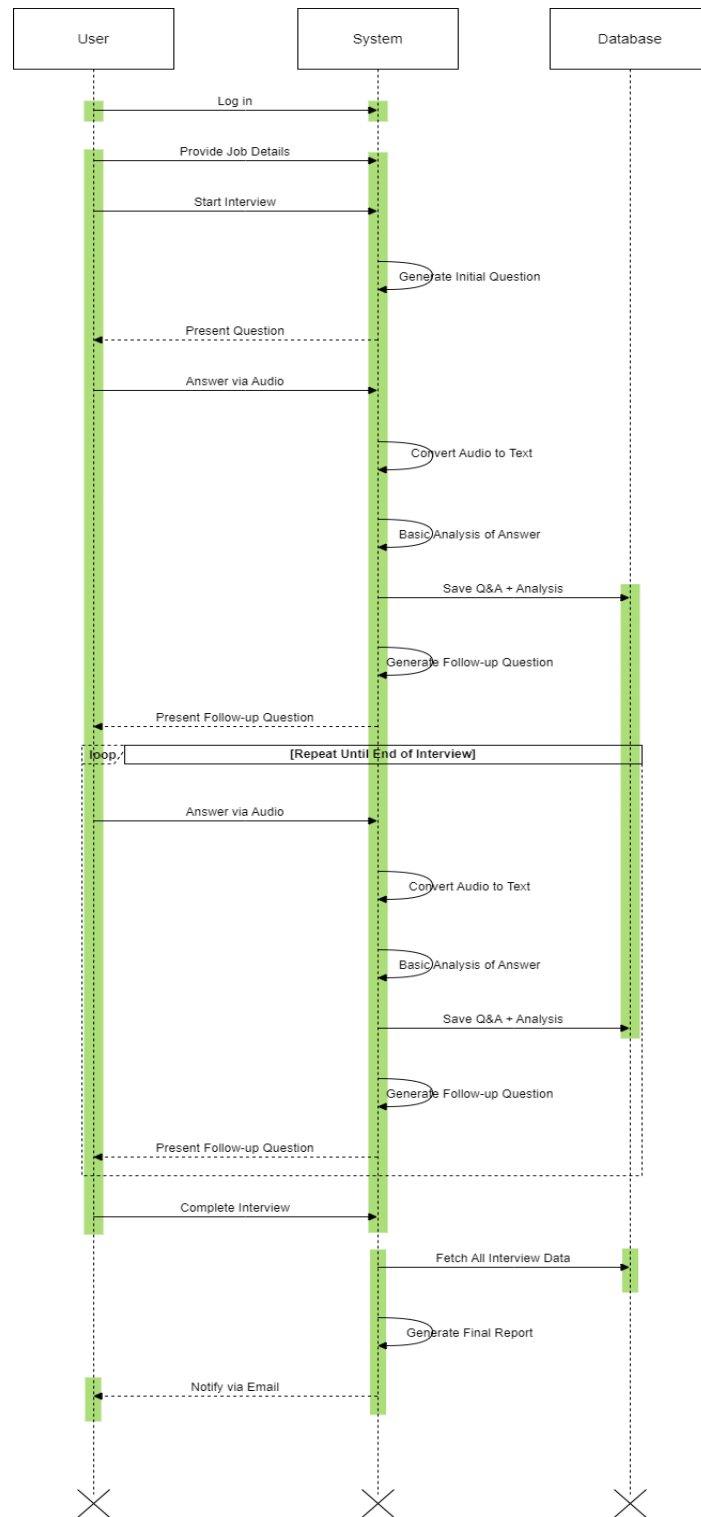 User
System
Database
Log in
Provide Job Details
Start Interview
Generate Initial Question
Present Question
Answer via Audio
Convert Audio to Text
Basic Analysis of Answer
Save Q&A + Analysis
Generate Follow-up Question
Present Follow-up Question
loop
[Repeat Until End of Interview]
Answer via Audio
Convert Audio to Text
Basic Analysis of Answer
Save Q&A + Analysis
Generate Follow-up Question
Present Follow-up Question
Complete Interview
Fetch All Interview Data
Generate Final Report
Notify via Email